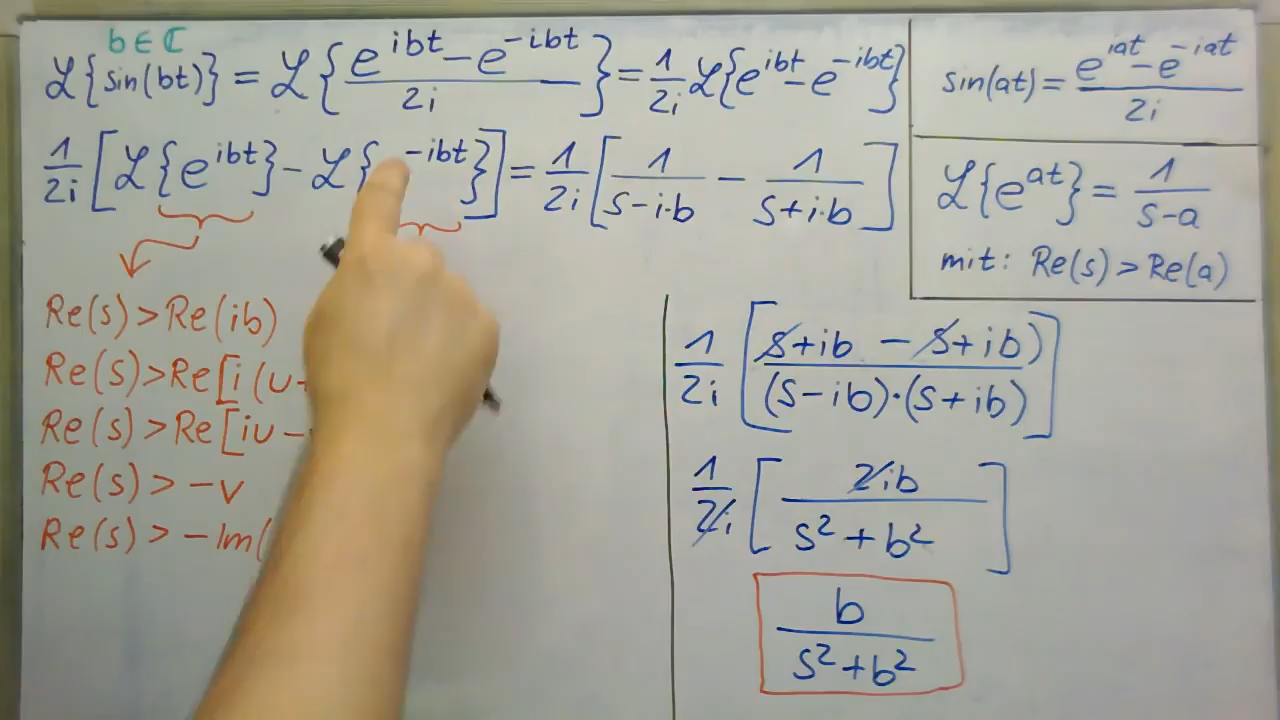 b ∈ ℂ
ℒ{sin(bt)} = ℒ{(e^{ibt} - e^{-ibt})/2i} = 1/2i ℒ{e^{ibt} - e^{-ibt}}
1/2i [ℒ{e^{ibt}} - ℒ{ ^{-ibt}}] = 1/2i [1/(s-i·b) - 1/(s+i·b)]
Re(s) > Re(ib)
Re(s) > Re[i(u
Re(s) > Re[iu -
Re(s) > -v
Re(s) > -Im(
sin(at) = (e^{iat} - e^{-iat})/2i
ℒ{e^{at}} = 1/(s-a)
mit: Re(s) > Re(a)
1/2i [(s+ib - s+ib)/((s-ib)·(s+ib))]
1/2i [2ib/(s²+b²)]
b/(s²+b²)